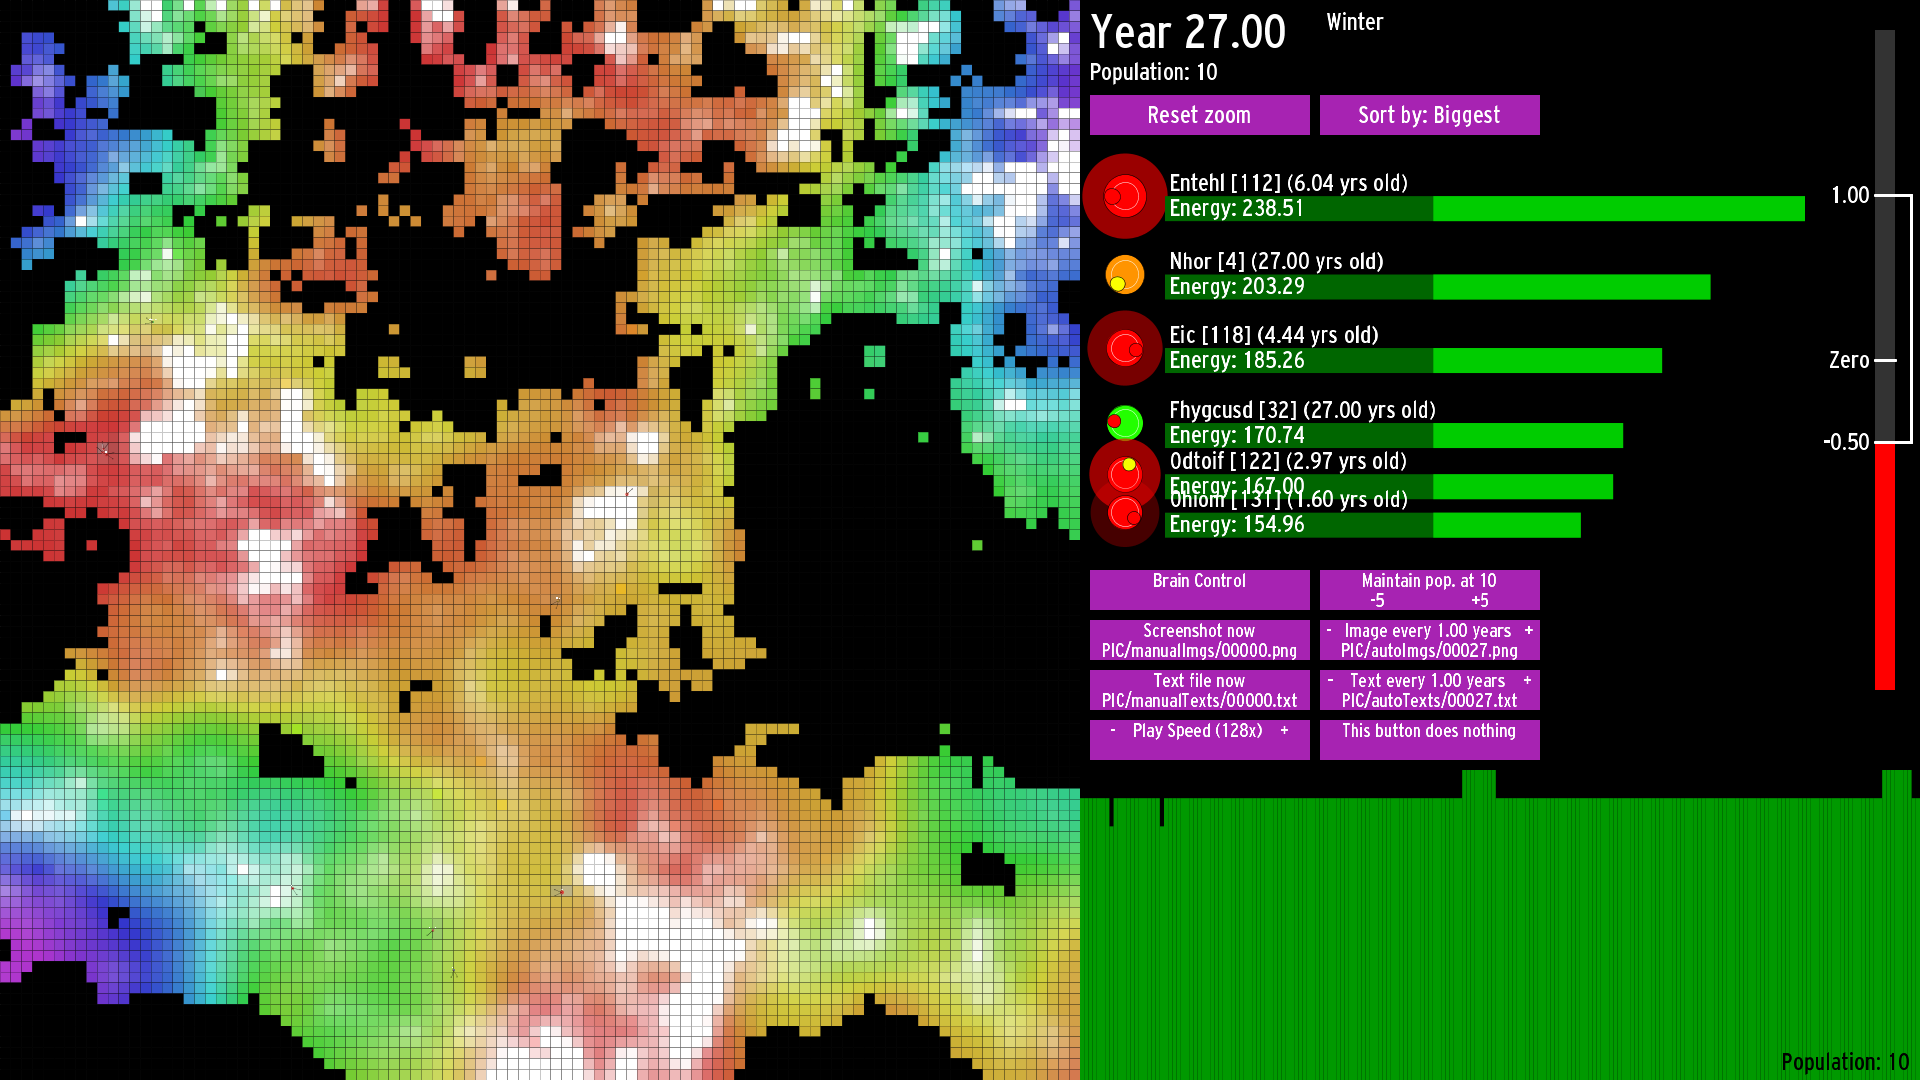 Year 27.00
Winter
Population: 10
Reset zoom
Sort by: Biggest
Entehl [112] (6.04 yrs old)
Energy: 238.51
Nhor [4] (27.00 yrs old)
Energy: 203.29
Eic [118] (4.44 yrs old)
Energy: 185.26
Fhygcusd [32] (27.00 yrs old)
Energy: 170.74
Odtoif [122] (2.97 yrs old)
Energy: 167.00
[131] (1.60 yrs old)
Energy: 154.96
1.00
Zero
-0.50
Brain Control
Maintain pop. at 10
-5 +5
Screenshot now
PIC/manualImgs/00000.png
- Image every 1.00 years +
PIC/autoImgs/00027.png
Text file now
PIC/manualTexts/00000.txt
- Text every 1.00 years +
PIC/autoTexts/00027.txt
- Play Speed (128x) +
This button does nothing
Population: 10